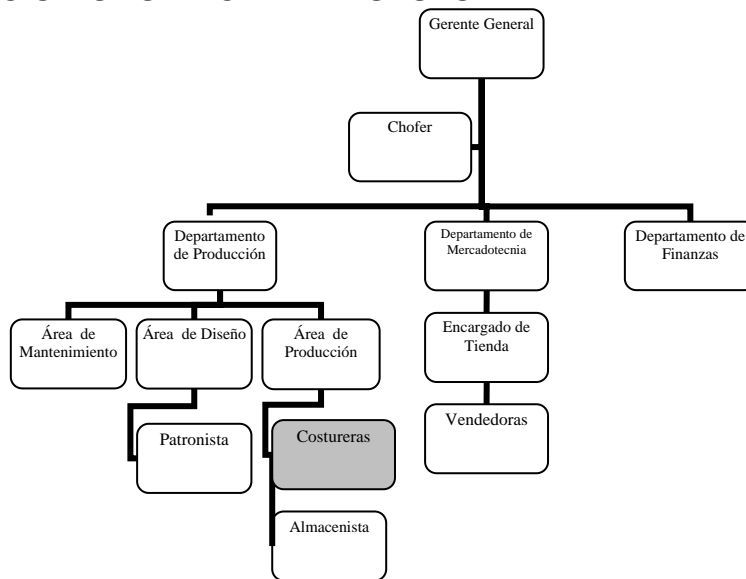 Gerente General
Chofer
Departamento
de Producción
Departamento de
Mercadotecnia
Departamento de
Finanzas
Área de
Mantenimiento
Área de Diseño
Área de
Producción
Encargado de
Tienda
Patronista
Costureras
Vendedoras
Almacenista